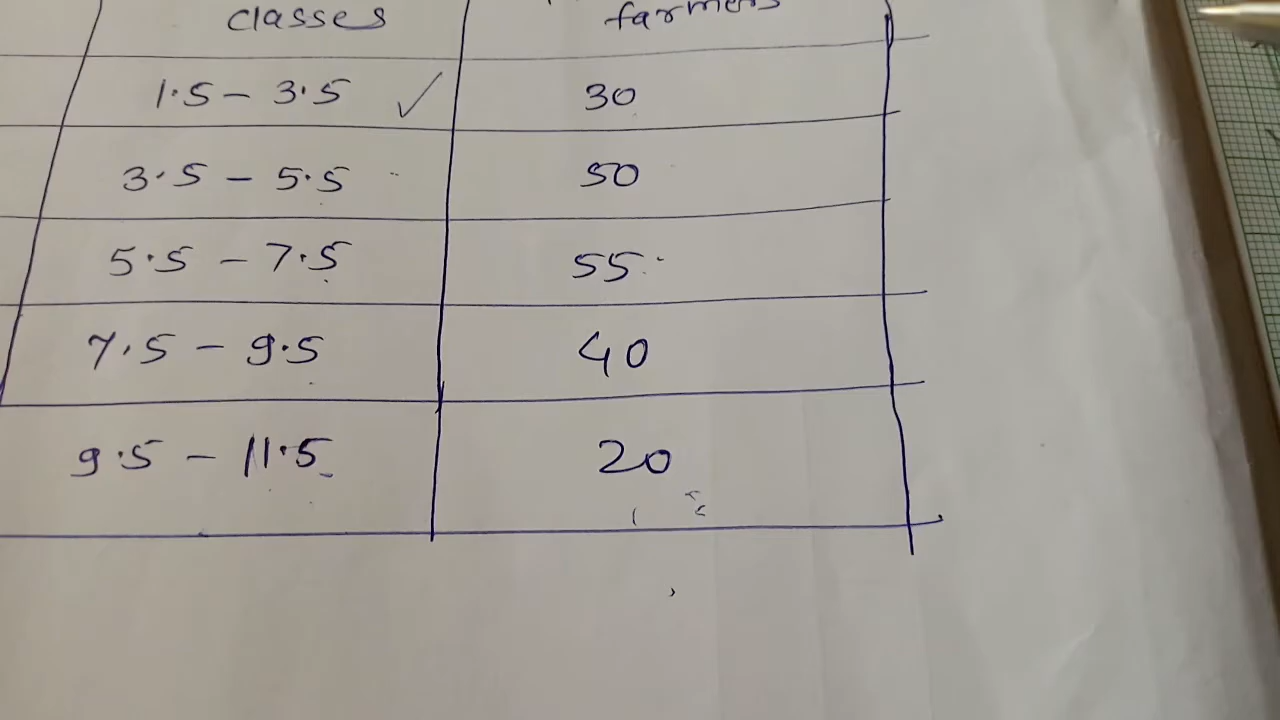 classes farmers
1.5 - 3.5 ✓ 30
3.5 - 5.5 50
5.5 - 7.5 55
7.5 - 9.5 40
9.5 - 11.5 20